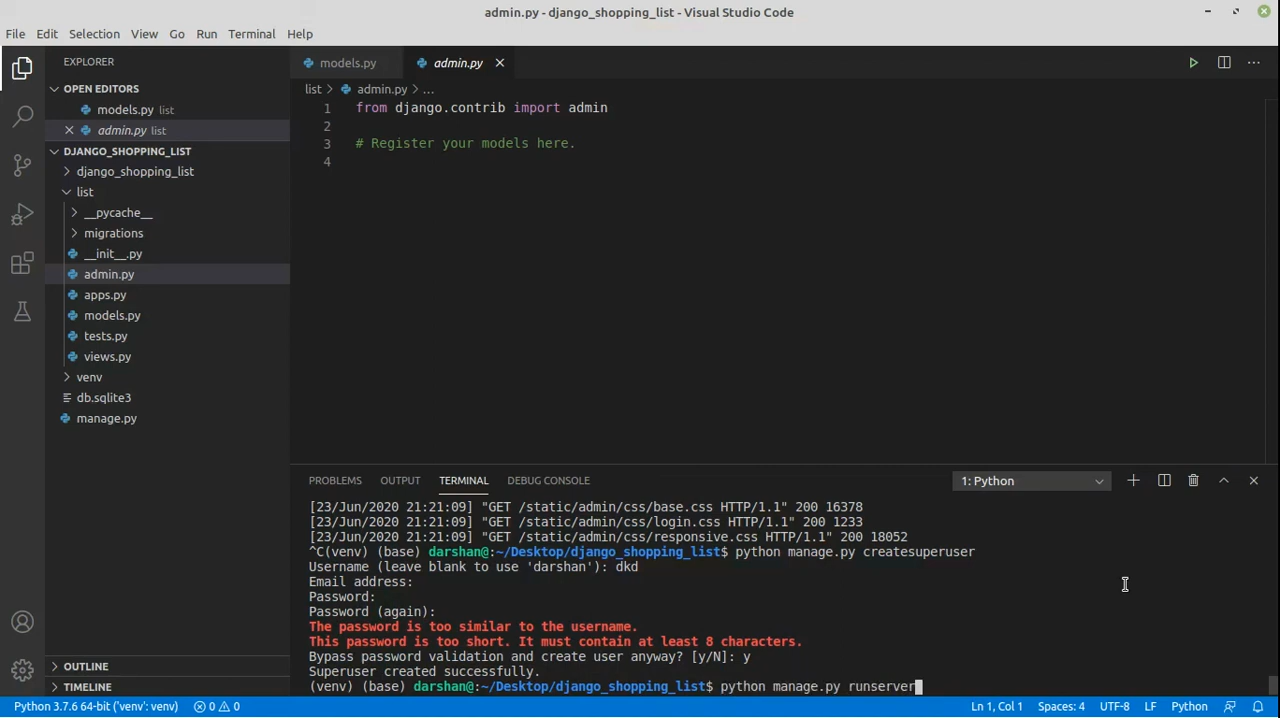 admin.py - django_shopping_list - Visual Studio Code
File Edit Selection View Go Run Terminal Help
EXPLORER
OPEN EDITORS
models.py list
admin.py list
DJANGO_SHOPPING_LIST
django_shopping_list
list
__pycache__
migrations
__init__.py
admin.py
apps.py
models.py
tests.py
views.py
venv
db.sqlite3
manage.py
OUTLINE
TIMELINE
models.py admin.py
list > admin.py > ...
1 from django.contrib import admin
2
3 # Register your models here.
4
PROBLEMS OUTPUT TERMINAL DEBUG CONSOLE 1: Python
[23/Jun/2020 21:21:09] "GET /static/admin/css/base.css HTTP/1.1" 200 16378
[23/Jun/2020 21:21:09] "GET /static/admin/css/login.css HTTP/1.1" 200 1233
[23/Jun/2020 21:21:09] "GET /static/admin/css/responsive.css HTTP/1.1" 200 18052
^C(venv) (base) darshan@:~/Desktop/django_shopping_list$ python manage.py createsuperuser
Username (leave blank to use 'darshan'): dkd
Email address:
Password:
Password (again):
The password is too similar to the username.
This password is too short. It must contain at least 8 characters.
Bypass password validation and create user anyway? [y/N]: y
Superuser created successfully.
(venv) (base) darshan@:~/Desktop/django_shopping_list$ python manage.py runserver
Python 3.7.6 64-bit ('venv': venv) 0 0 Ln 1, Col 1 Spaces: 4 UTF-8 LF Python